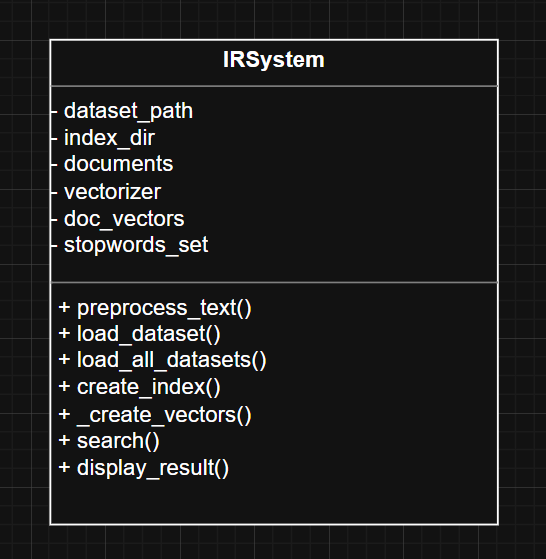 IRSystem
- dataset_path
- index_dir
- documents
- vectorizer
- doc_vectors
- stopwords_set
+ preprocess_text()
+ load_dataset()
+ load_all_datasets()
+ create_index()
+ _create_vectors()
+ search()
+ display_result()